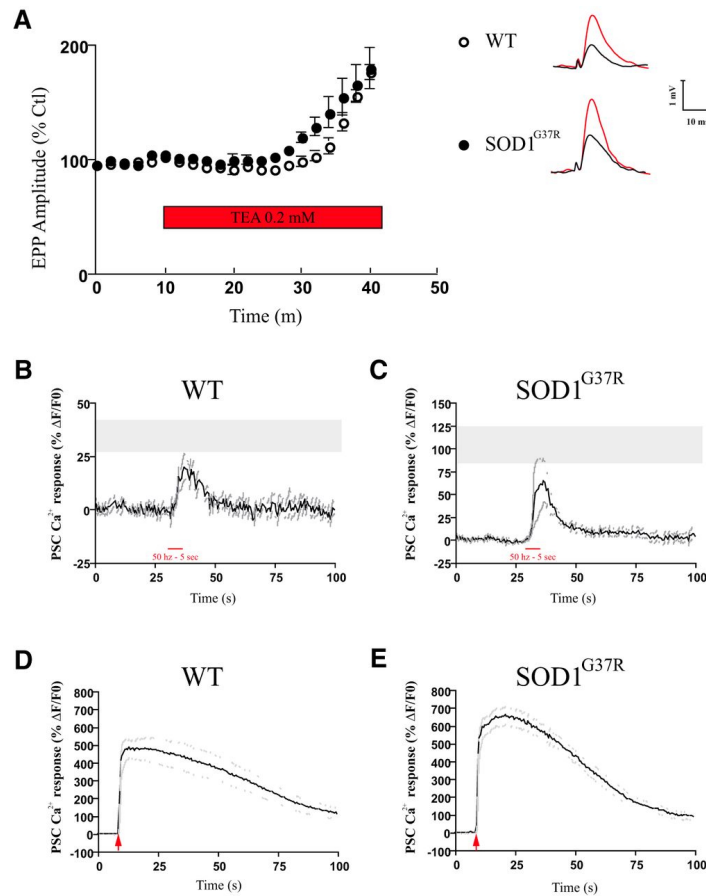 A
200
100
0
EPP Amplitude (% Ctl)
TEA 0.2 mM
0 10 20 30 40 50
Time (m)
WT
SOD1G37R
1 mV
B
WT
50
25
0
-25
PSC Ca2+ response (% ΔF/F0)
50 hz - 5 sec
0 25 50 75 100
Time (s)
C
SOD1G37R
150
125
100
75
50
25
0
-25
PSC Ca2+ response (% ΔF/F0)
50 hz - 5 sec
0 25 50 75 100
Time (s)
D
WT
800
700
600
500
400
300
200
100
0
-100
PSC Ca2+ response (% ΔF/F0)
0 25 50 75 100
Time (s)
E
SOD1G37R
800
700
600
500
400
300
200
100
0
-100
PSC Ca2+ response (% ΔF/F0)
0 25 50 75 100
Time (s)